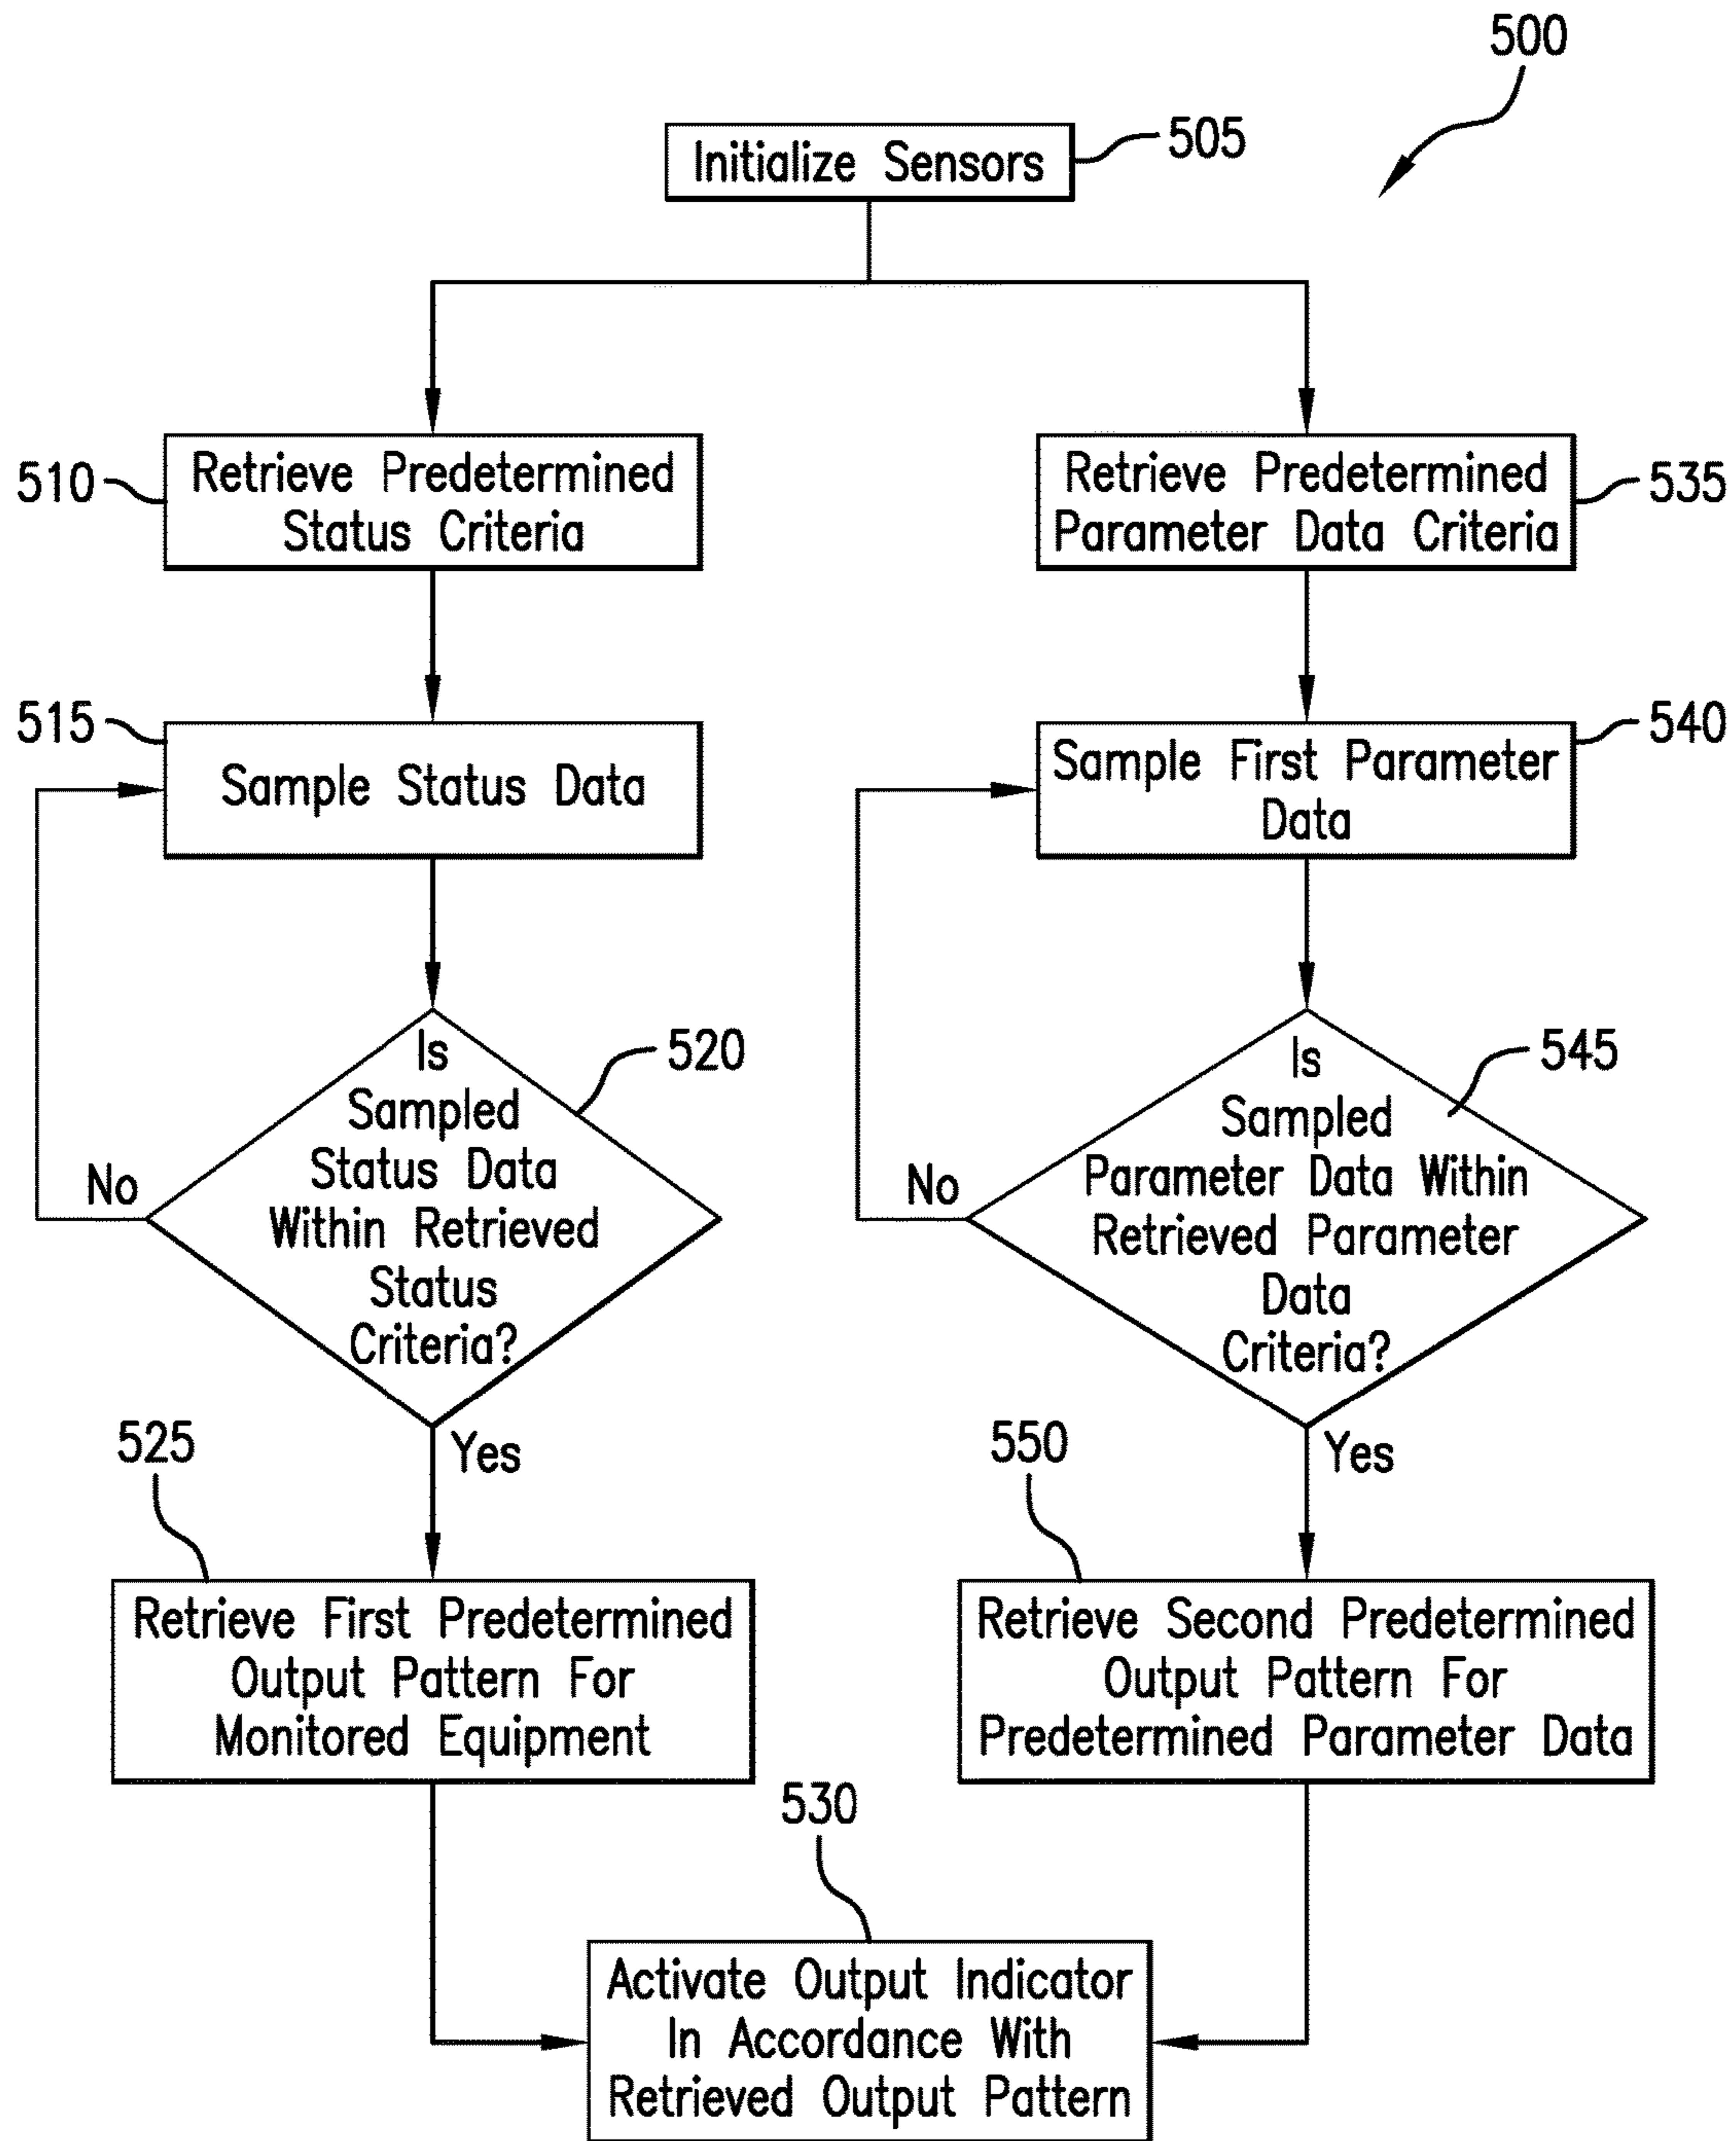 500
Initialize Sensors
505
510
Retrieve Predetermined
Status Criteria
Retrieve Predetermined
Parameter Data Criteria
535
515
Sample Status Data
Sample First Parameter
Data
540
Is
Sampled
Status Data
Within Retrieved
Status
Criteria?
520
No
Yes
Is
Sampled
Parameter Data Within
Retrieved Parameter
Data
Criteria?
545
No
Yes
525
Retrieve First Predetermined
Output Pattern For
Monitored Equipment
550
Retrieve Second Predetermined
Output Pattern For
Predetermined Parameter Data
530
Activate Output Indicator
In Accordance With
Retrieved Output Pattern